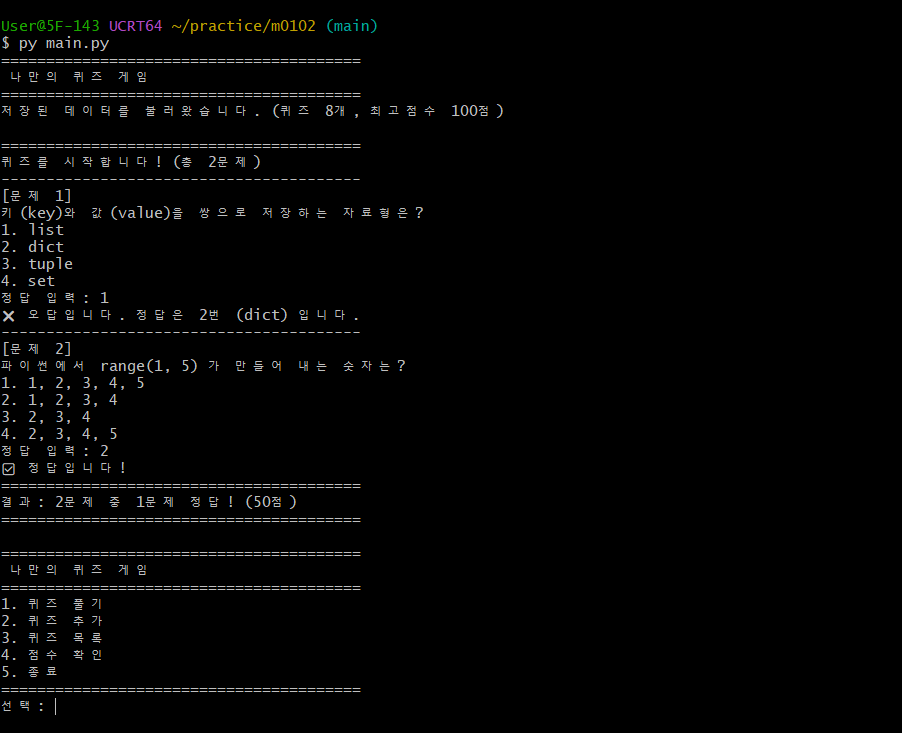 User@5F-143 UCRT64 ~/practice/m0102 (main)
$ py main.py
========================================
 나만의 퀴즈 게임
========================================
저장된 데이터를 불러왔습니다. (퀴즈 8개, 최고점수 100점)

========================================
퀴즈를 시작합니다! (총 2문제)
----------------------------------------
[문제 1]
키(key)와 값(value)을 쌍으로 저장하는 자료형은?
1. list
2. dict
3. tuple
4. set
정답 입력: 1
❌ 오답입니다. 정답은 2번 (dict) 입니다.
----------------------------------------
[문제 2]
파이썬에서 range(1, 5) 가 만들어 내는 숫자는?
1. 1, 2, 3, 4, 5
2. 1, 2, 3, 4
3. 2, 3, 4
4. 2, 3, 4, 5
정답 입력: 2
☑ 정답입니다!
========================================
결과: 2문제 중 1문제 정답! (50점)
========================================

========================================
 나만의 퀴즈 게임
========================================
1. 퀴즈 풀기
2. 퀴즈 추가
3. 퀴즈 목록
4. 점수 확인
5. 종료
========================================
선택: